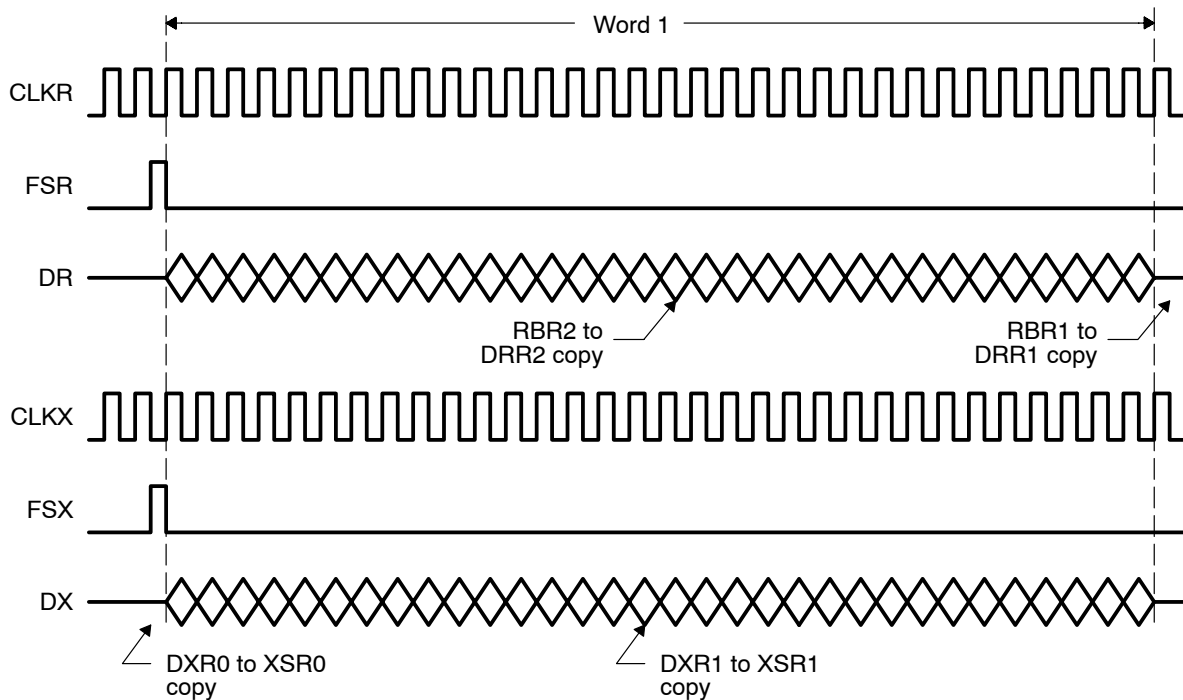 Word 1
CLKR
FSR
DR
RBR2 to
DRR2 copy
RBR1 to
DRR1 copy
CLKX
FSX
DX
DXR0 to XSR0
copy
DXR1 to XSR1
copy